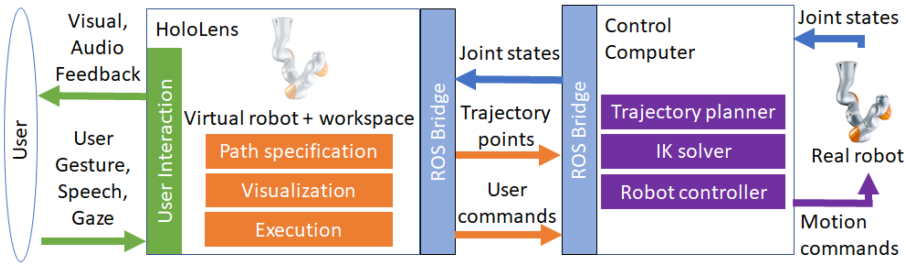 User
Visual,
Audio
Feedback
User
Gesture,
Speech,
Gaze
HoloLens
User Interaction
Virtual robot + workspace
Path specification
Visualization
Execution
ROS Bridge
Joint states
Trajectory
points
User
commands
ROS Bridge
Control
Computer
Trajectory planner
IK solver
Robot controller
Joint states
Real robot
Motion
commands